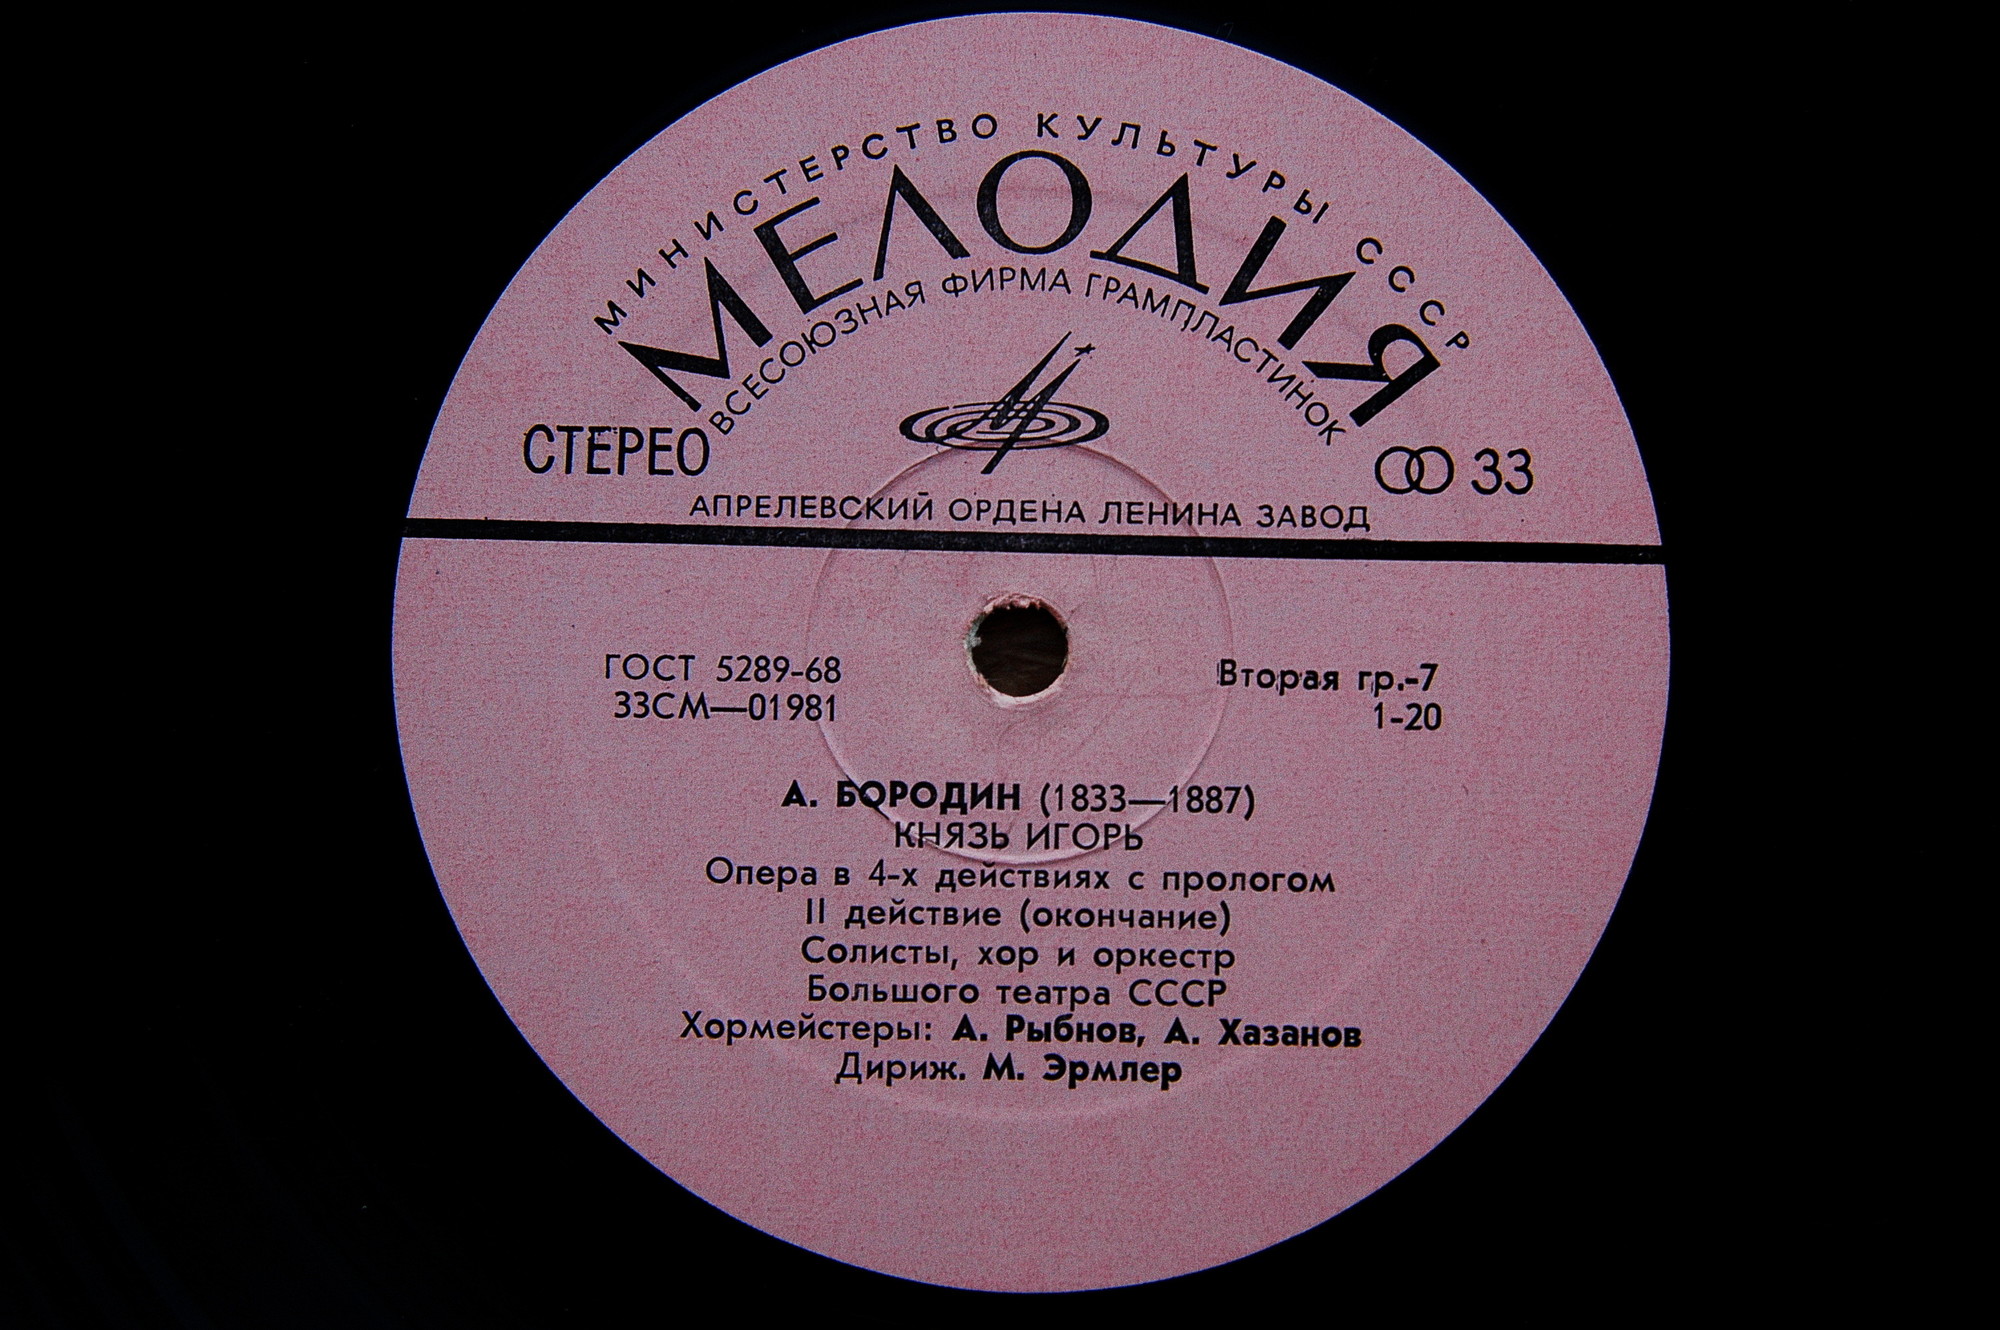 МИНИСТЕРСТВО КУЛЬТУРЫ СССР
МЕЛОДИЯ
ВСЕСОЮЗНАЯ ФИРМА ГРАМПЛАСТИНОК
СТЕРЕО
33
АПРЕЛЕВСКИЙ ОРДЕНА ЛЕНИНА ЗАВОД
ГОСТ 5289-68
33СМ—01981
Вторая гр.-7
1-20
А. БОРОДИН (1833—1887)
КНЯЗЬ ИГОРЬ
Опера в 4-х действиях с прологом
II действие (окончание)
Солисты, хор и оркестр
Большого театра СССР
Хормейстеры: А. Рыбнов, А. Хазанов
Дириж. М. Эрмлер